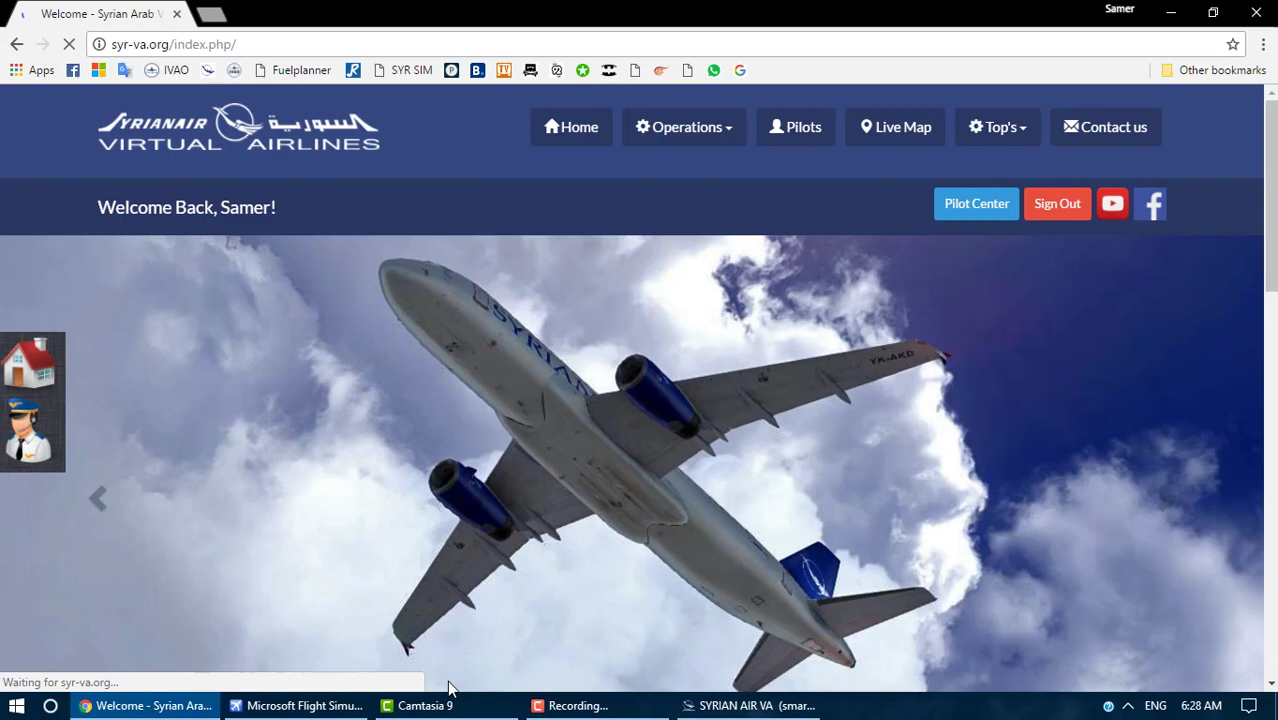 Welcome - Syrian Arab V
Samer
syr-va.org/index.php/
Apps
IVAO
Fuelplanner
SYR SIM
Other bookmarks
SYRIANAIR السورية
VIRTUAL AIRLINES
Home
Operations
Pilots
Live Map
Top's
Contact us
Welcome Back, Samer!
Pilot Center
Sign Out
SYRIAN
YK-AKD
Waiting for syr-va.org...
Welcome - Syrian Ara...
Microsoft Flight Simu...
Camtasia 9
Recording...
SYRIAN AIR VA (smar...
ENG
6:28 AM